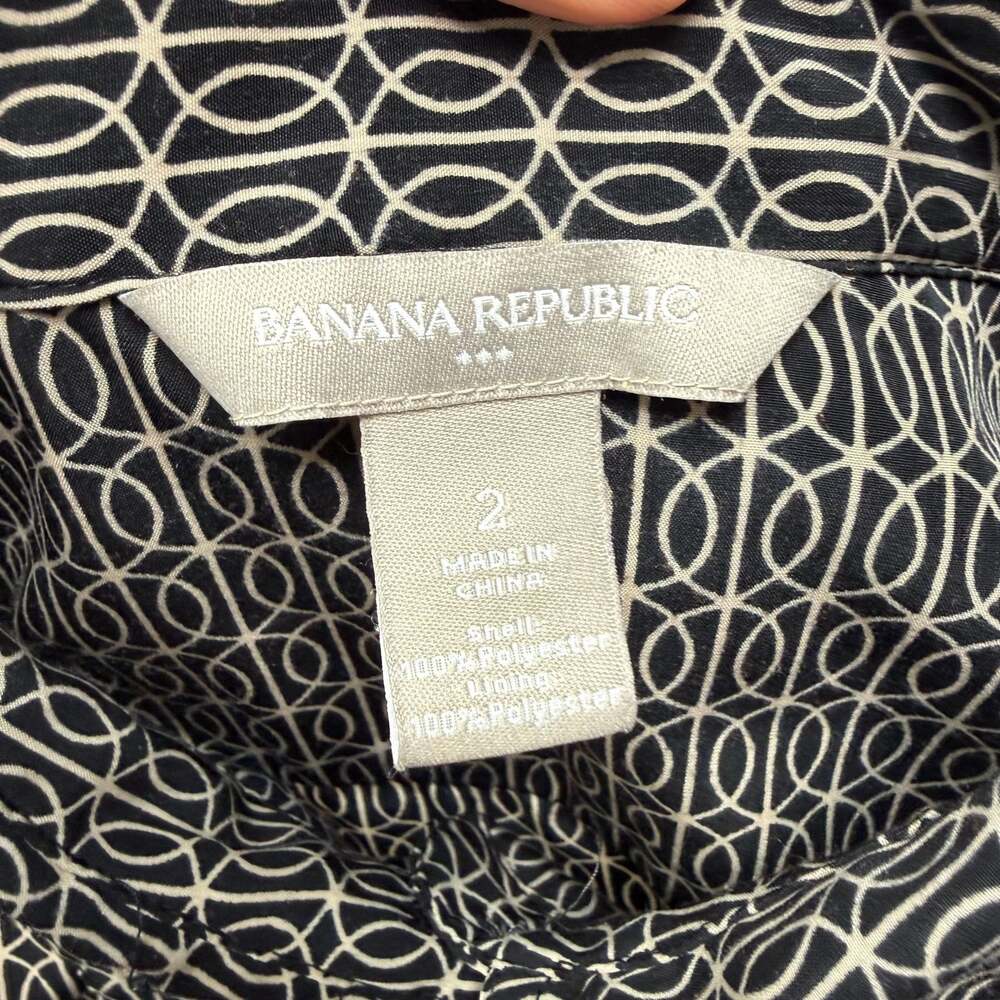 BANANA REPUBLIC
2
MADE IN
CHINA
Shell:
100% Polyester
Lining:
100% Polyester